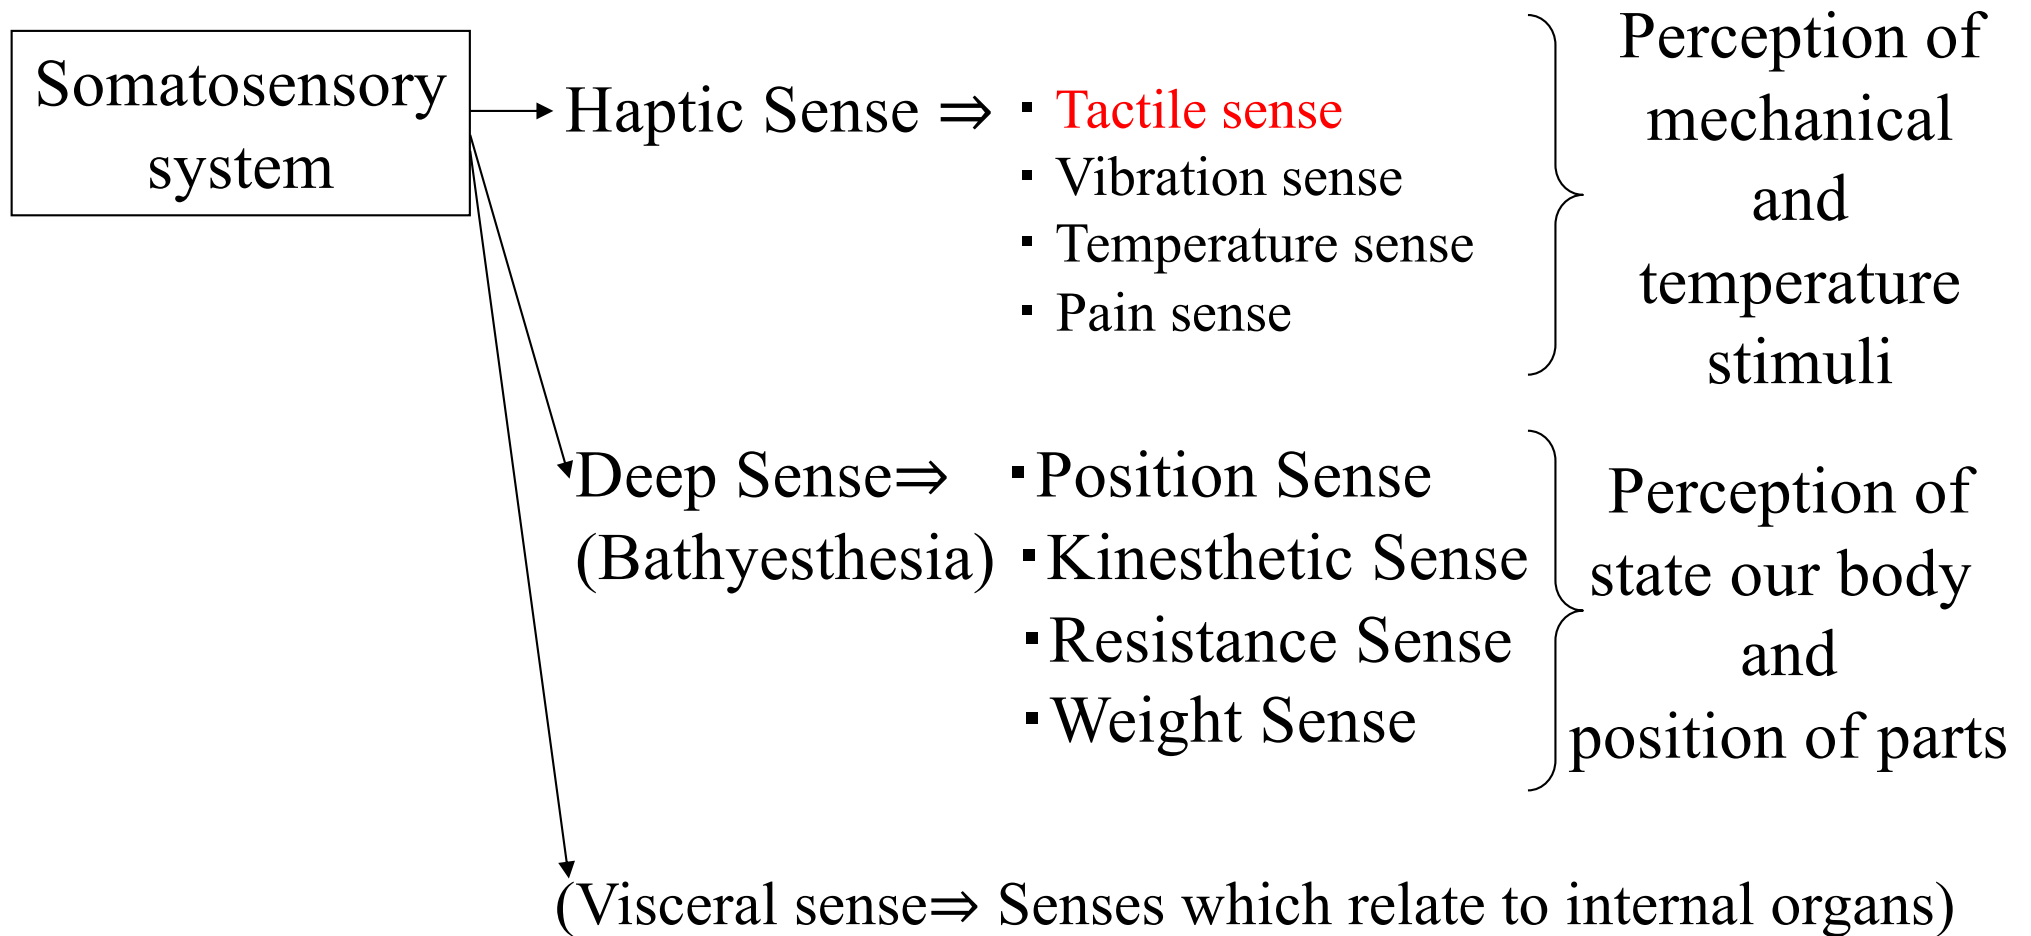 Somatosensory
system
Haptic Sense ⇒
▪ Tactile sense
▪ Vibration sense
▪ Temperature sense
▪ Pain sense
Perception of
mechanical
and
temperature
stimuli
Deep Sense⇒
(Bathyesthesia)
▪Position Sense
▪Kinesthetic Sense
▪Resistance Sense
▪Weight Sense
Perception of
state our body
and
position of parts
(Visceral sense⇒ Senses which relate to internal organs)